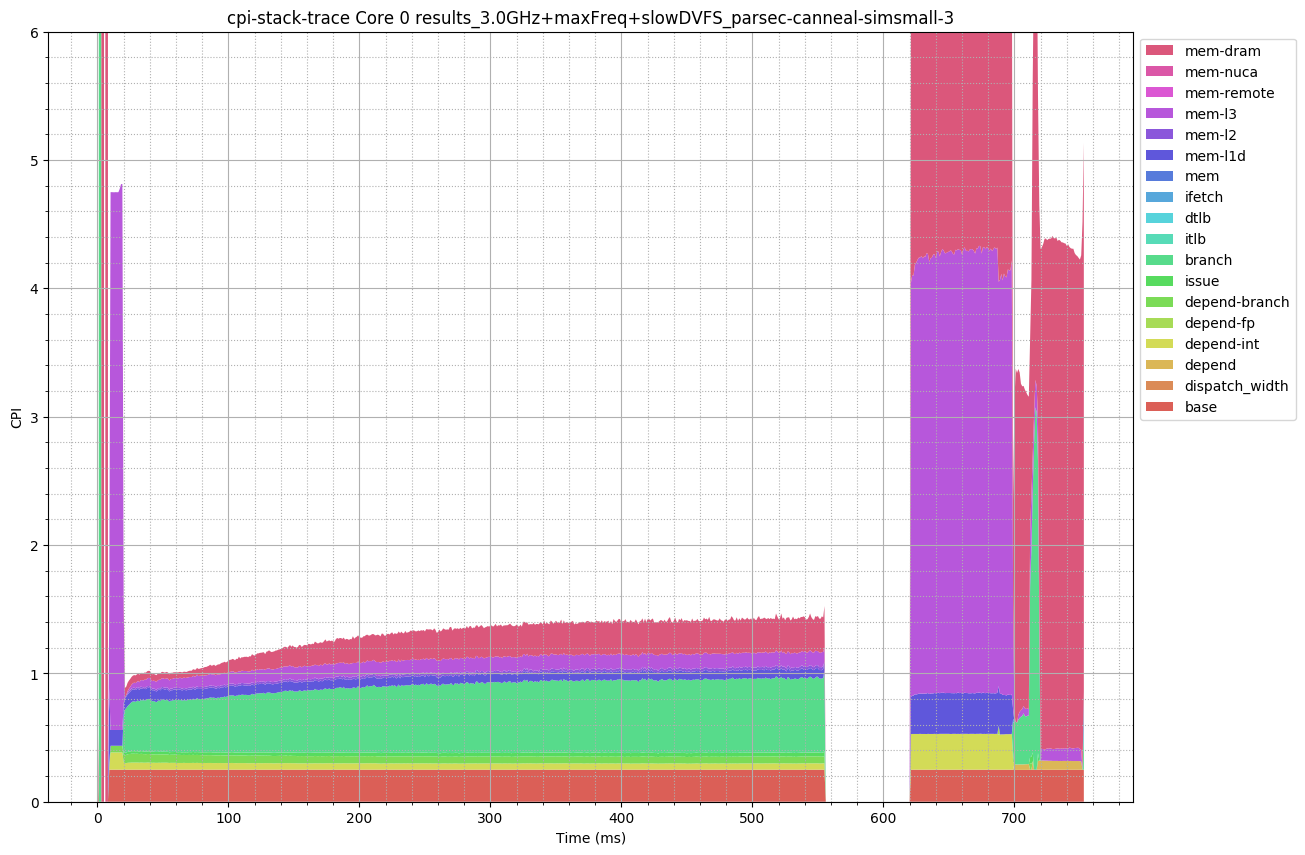 cpi-stack-trace Core 0 results_3.0GHz+maxFreq+slowDVFS_parsec-canneal-simsmall-3
6
5
4
3
2
1
0
CPI
0 100 200 300 400 500 600 700
Time (ms)
mem-dram
mem-nuca
mem-remote
mem-l3
mem-l2
mem-l1d
mem
ifetch
dtlb
itlb
branch
issue
depend-branch
depend-fp
depend-int
depend
dispatch_width
base